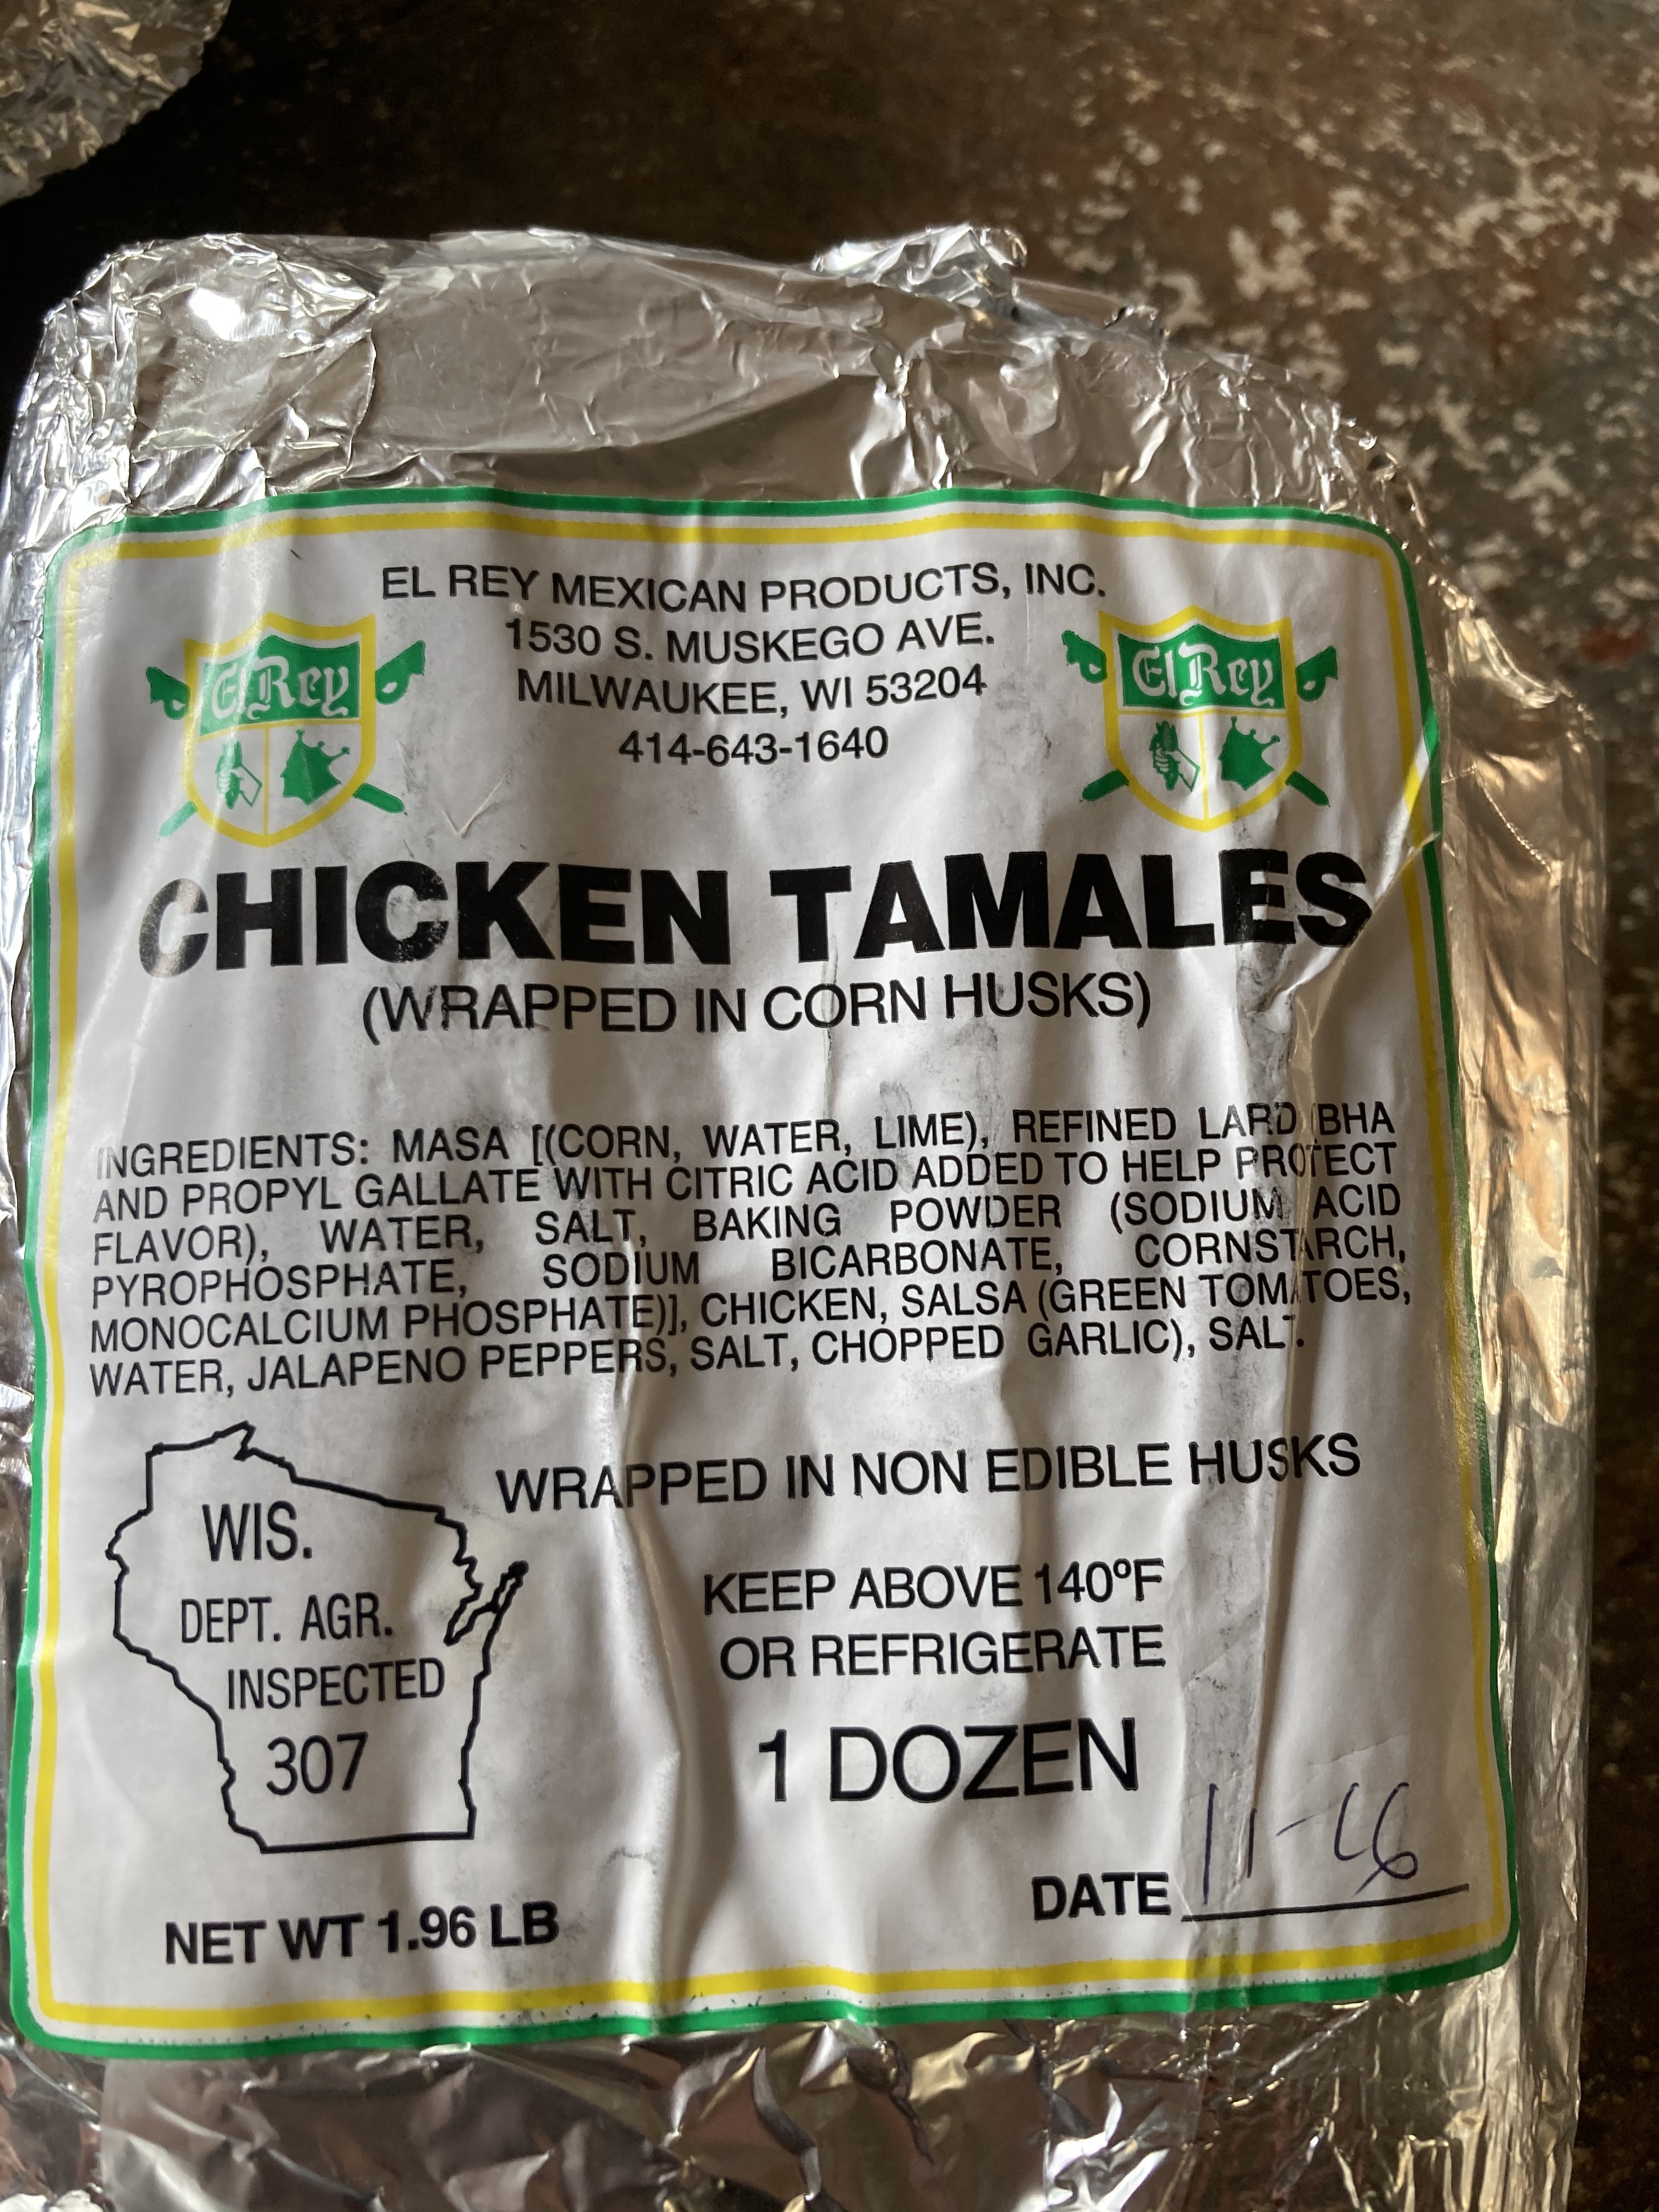 EL REY MEXICAN PRODUCTS, INC.
1530 S. MUSKEGO AVE.
MILWAUKEE, WI 53204
414-643-1640
El Rey
El Rey
CHICKEN TAMALES
(WRAPPED IN CORN HUSKS)
INGREDIENTS: MASA [(CORN, WATER, LIME), REFINED LARD (BHA
AND PROPYL GALLATE WITH CITRIC ACID ADDED TO HELP PROTECT
FLAVOR), WATER, SALT, BAKING POWDER (SODIUM ACID
PYROPHOSPHATE, SODIUM BICARBONATE, CORNSTARCH,
MONOCALCIUM PHOSPHATE)], CHICKEN, SALSA (GREEN TOMATOES,
WATER, JALAPENO PEPPERS, SALT, CHOPPED GARLIC), SALT.
WRAPPED IN NON EDIBLE HUSKS
WIS.
DEPT. AGR.
INSPECTED
307
KEEP ABOVE 140ºF
OR REFRIGERATE
1 DOZEN
NET WT 1.96 LB
DATE